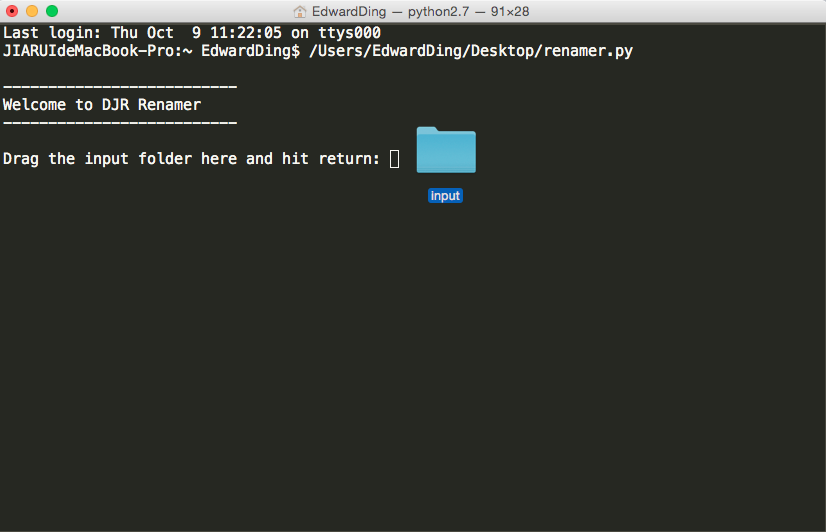 EdwardDing — python2.7 — 91×28
Last login: Thu Oct  9 11:22:05 on ttys000
JIARUIdeMacBook-Pro:~ EdwardDing$ /Users/EdwardDing/Desktop/renamer.py
--------------------------
Welcome to DJR Renamer
--------------------------
Drag the input folder here and hit return:
input